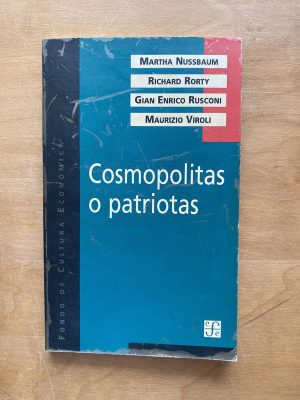 MARTHA NUSSBAUM
RICHARD RORTY
GIAN ENRICO RUSCONI
MAURIZIO VIROLI
Cosmopolitas
o patriotas
FONDO DE CULTURA ECONÓMICA